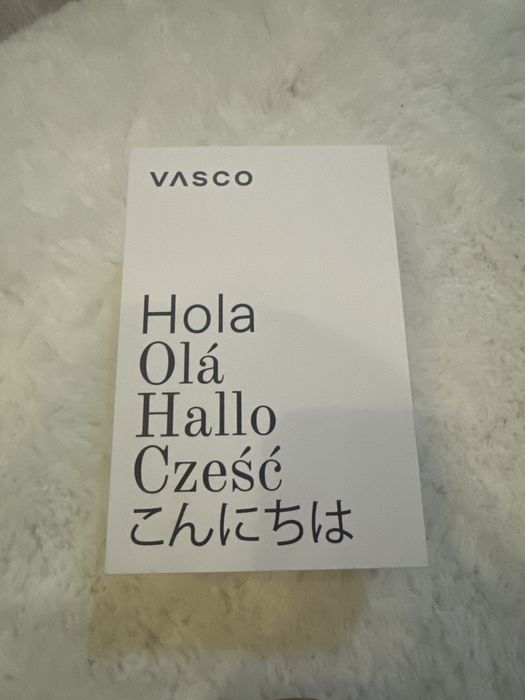 VASCO
Hola
Olá
Hallo
Cześć
こんにちは